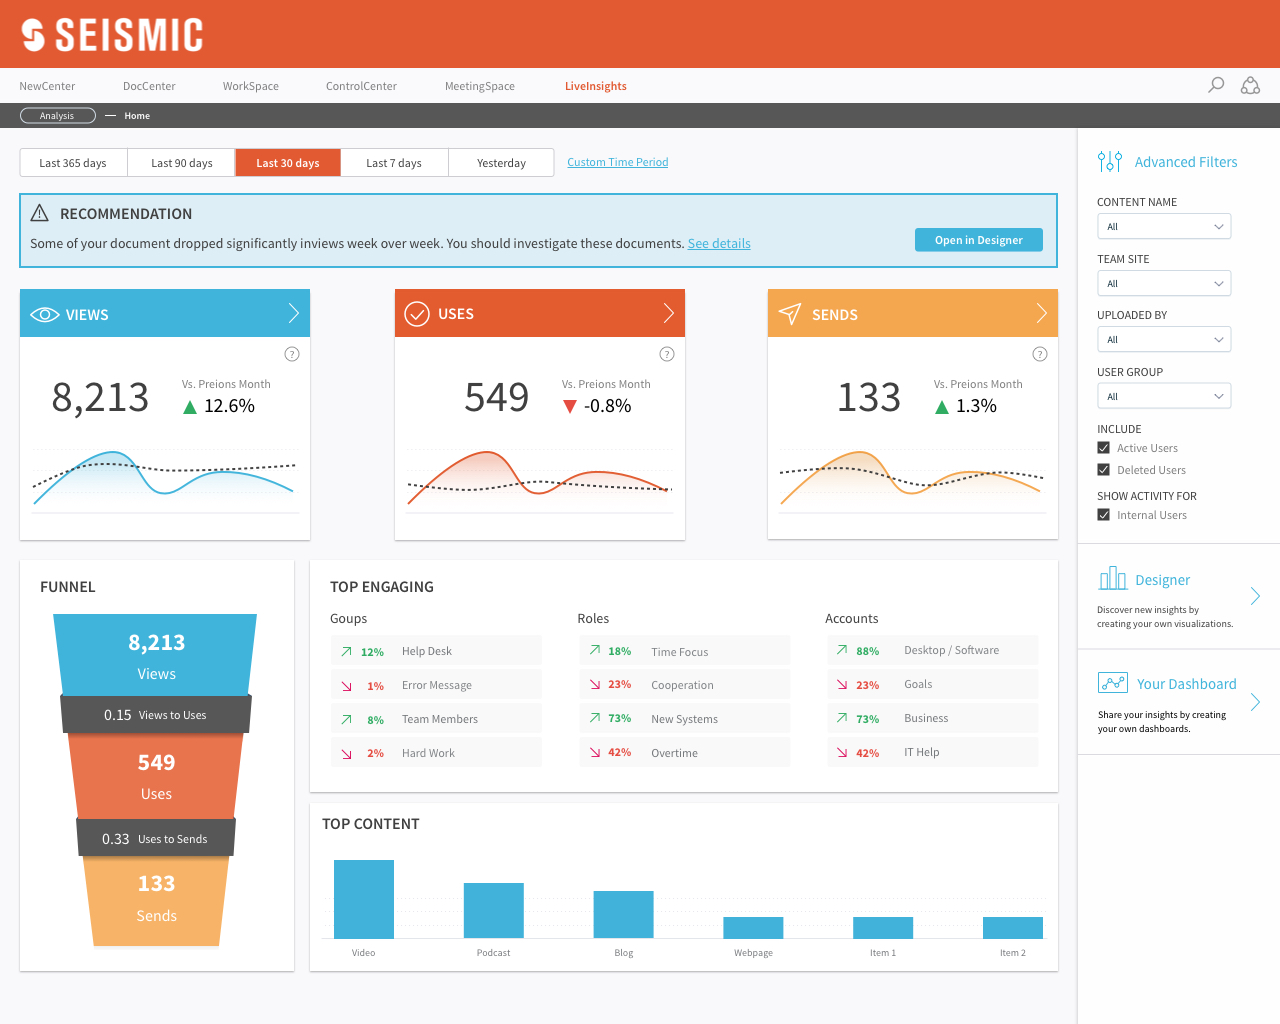 SEISMIC
NewCenter DocCenter WorkSpace ControlCenter MeetingSpace LiveInsights
Analysis — Home
Last 365 days Last 90 days Last 30 days Last 7 days Yesterday Custom Time Period
RECOMMENDATION
Some of your document dropped significantly inviews week over week. You should investigate these documents. See details
Open in Designer
VIEWS
?
8,213
Vs. Preions Month
12.6%
USES
?
549
Vs. Preions Month
-0.8%
SENDS
?
133
Vs. Preions Month
1.3%
FUNNEL
8,213
Views
0.15 Views to Uses
549
Uses
0.33 Uses to Sends
133
Sends
TOP ENGAGING
Goups
12% Help Desk
1% Error Message
8% Team Members
2% Hard Work
Roles
18% Time Focus
23% Cooperation
73% New Systems
42% Overtime
Accounts
88% Desktop / Software
23% Goals
73% Business
42% IT Help
TOP CONTENT
Video Podcast Blog Webpage Item 1 Item 2
Advanced Filters
CONTENT NAME
All
TEAM SITE
All
UPLOADED BY
All
USER GROUP
All
INCLUDE
Active Users
Deleted Users
SHOW ACTIVITY FOR
Internal Users
Designer
Discover new insights by
creating your own visualizations.
Your Dashboard
Share your insights by creating
your own dashboards.